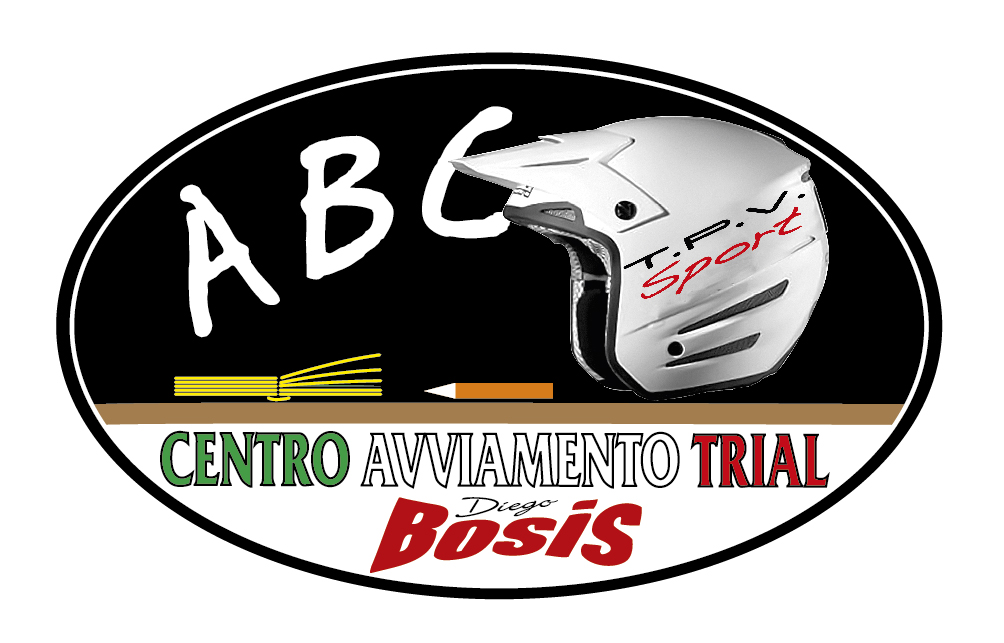 ABC
T.P.V.
Sport
CENTRO AVVIAMENTO TRIAL
Diego
BOSIS